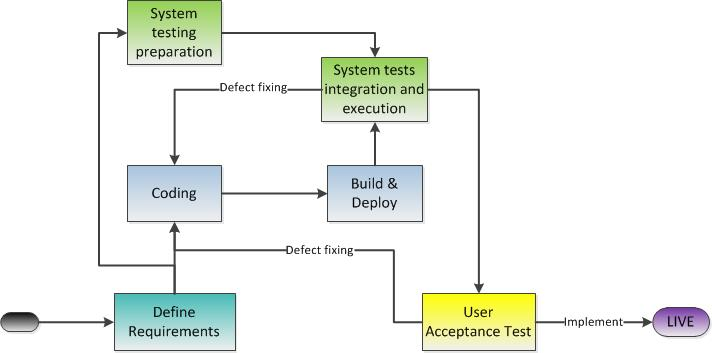 System
testing
preparation
System tests
integration and
execution
Defect fixing
Coding
Build &
Deploy
Defect fixing
Define
Requirements
User
Acceptance Test
Implement
LIVE